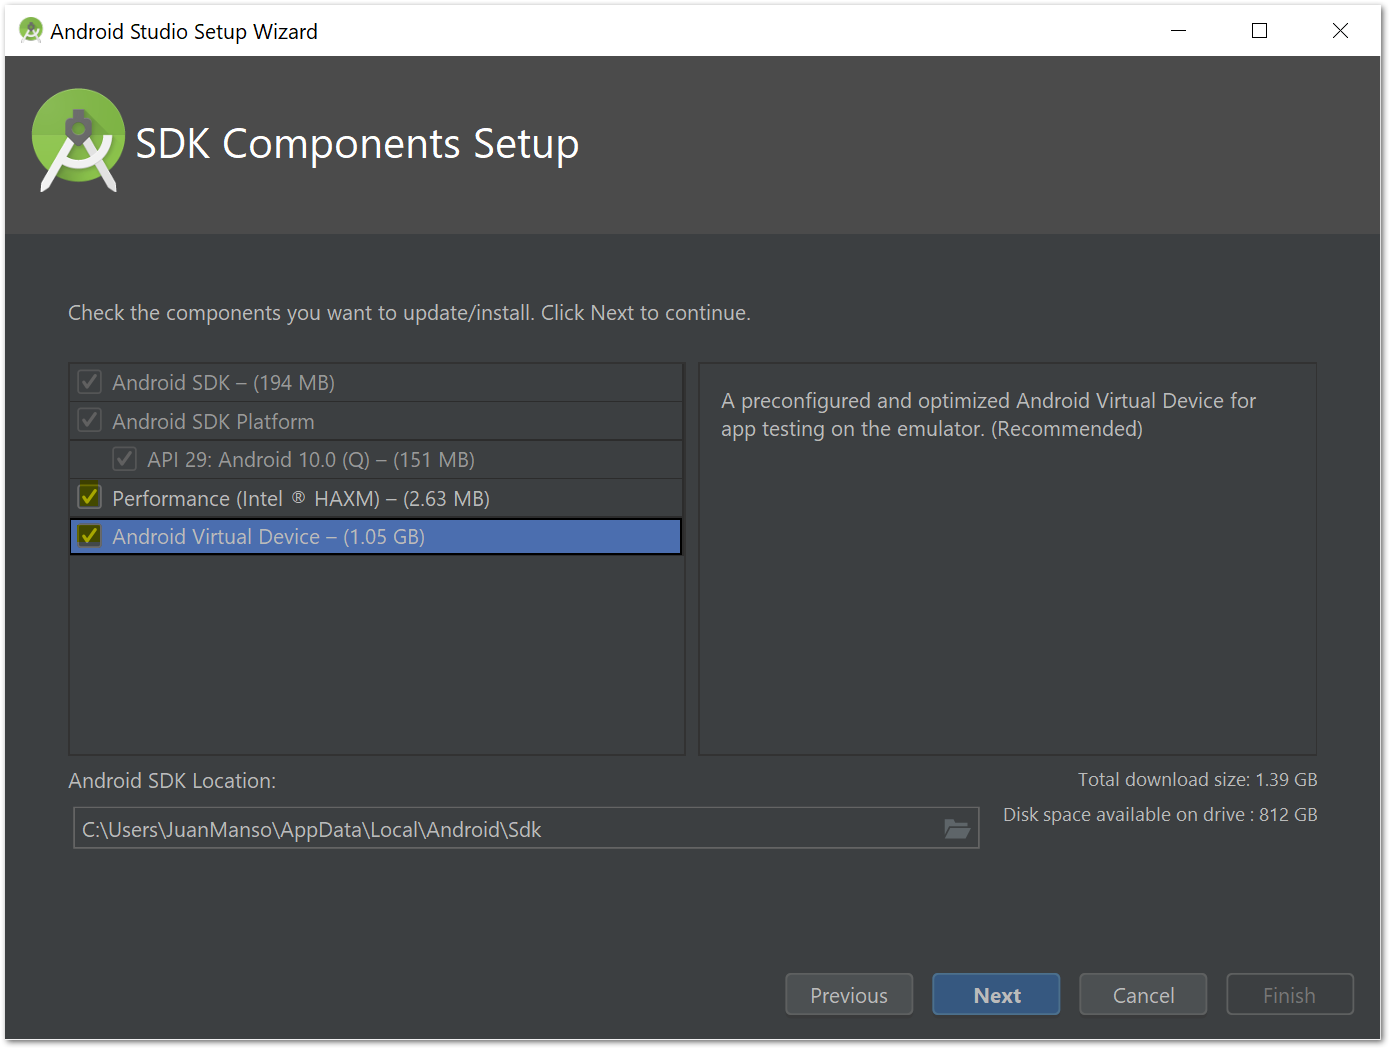 Android Studio Setup Wizard
SDK Components Setup
Check the components you want to update/install. Click Next to continue.
Android SDK – (194 MB)
Android SDK Platform
API 29: Android 10.0 (Q) – (151 MB)
Performance (Intel ® HAXM) – (2.63 MB)
Android Virtual Device – (1.05 GB)
A preconfigured and optimized Android Virtual Device for
app testing on the emulator. (Recommended)
Android SDK Location:
C:\Users\JuanManso\AppData\Local\Android\Sdk
Total download size: 1.39 GB
Disk space available on drive : 812 GB
Previous
Next
Cancel
Finish